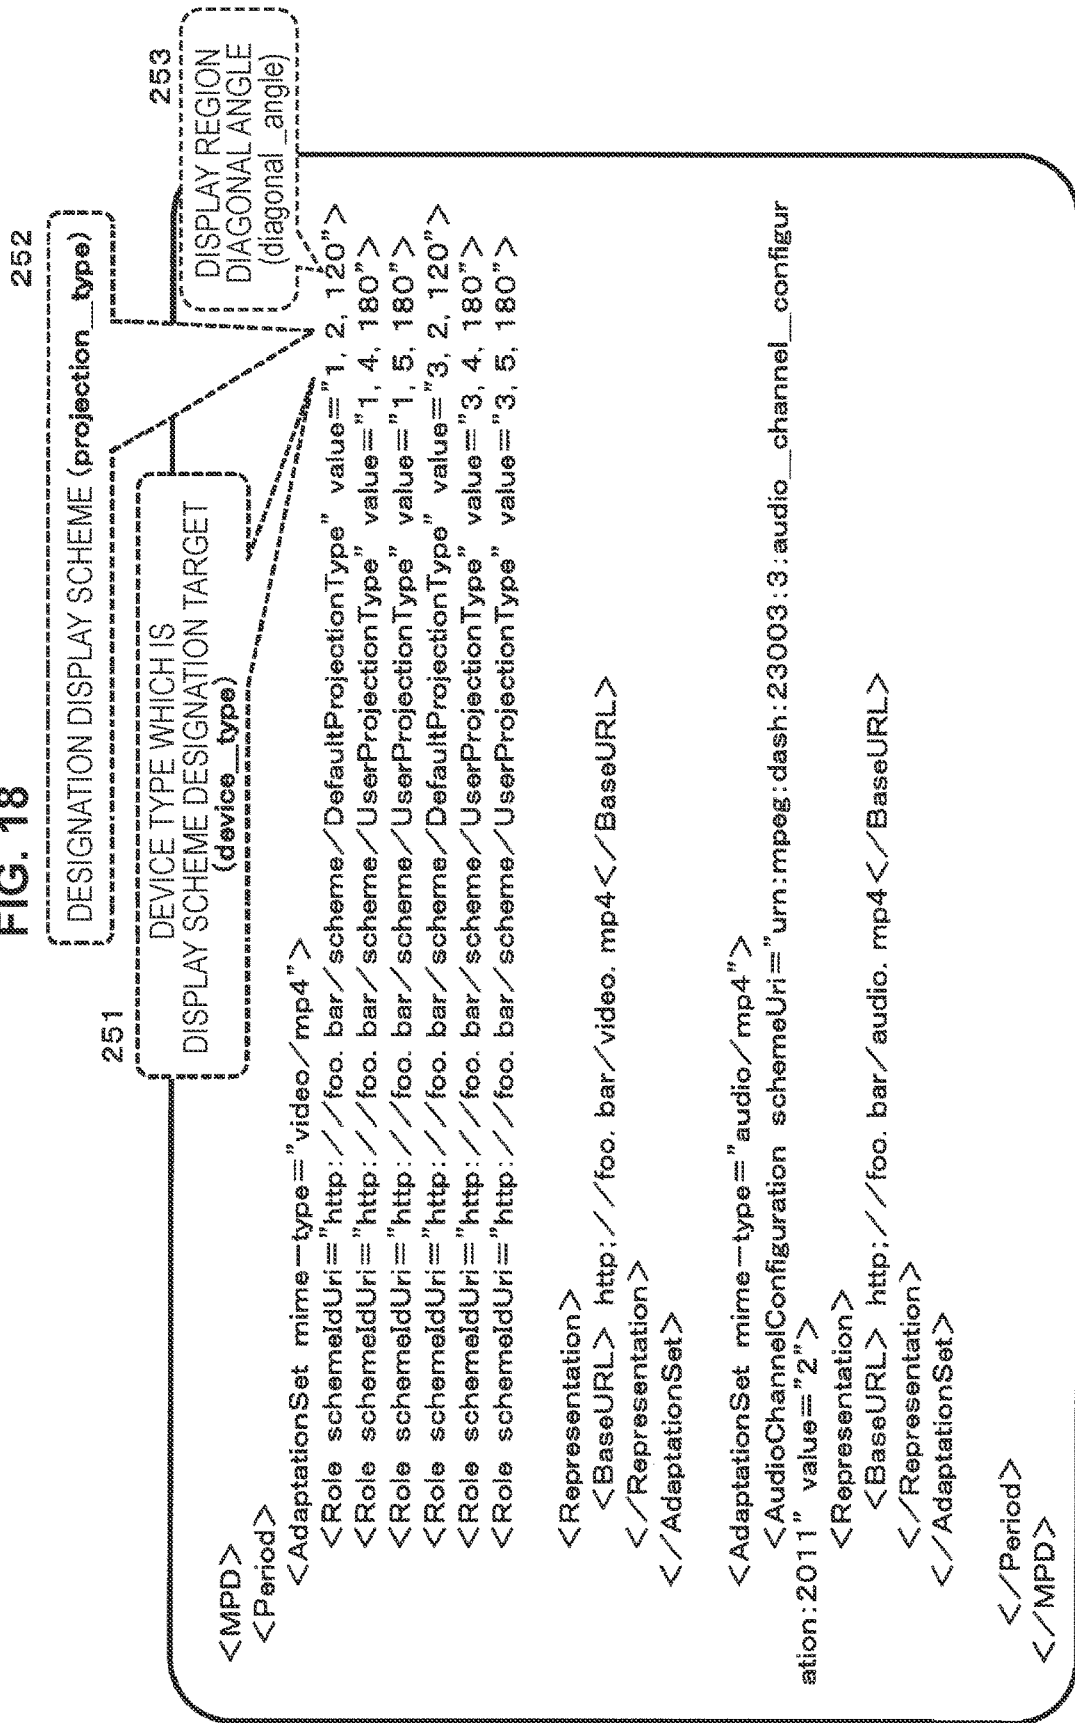 FIG. 18
252
DESIGNATION DISPLAY SCHEME (projection_type)
253
DISPLAY REGION
DIAGONAL ANGLE
(diagonal_angle)
251
DEVICE TYPE WHICH IS
DISPLAY SCHEME DESIGNATION TARGET
(device_type)
<MPD>
<Period>
<AdaptationSet mime-type="video/mp4">
<Role schemeIdUri="http://foo. bar/scheme/DefaultProjectionType" value="1, 2, 120">
<Role schemeIdUri="http://foo. bar/scheme/UserProjectionType" value="1, 4, 180">
<Role schemeIdUri="http://foo. bar/scheme/UserProjectionType" value="1, 5, 180">
<Role schemeIdUri="http://foo. bar/scheme/DefaultProjectionType" value="3, 2, 120">
<Role schemeIdUri="http://foo. bar/scheme/UserProjectionType" value="3, 4, 180">
<Role schemeIdUri="http://foo. bar/scheme/UserProjectionType" value="3, 5, 180">
<Representation>
<BaseURL> http://foo. bar/video. mp4</BaseURL>
</Representation>
</AdaptationSet>
<AdaptationSet mime-type="audio/mp4">
<AudioChannelConfiguration schemeUri="urn:mpeg:dash:23003:3:audio_channel_configur
ation:2011" value="2">
<Representation>
<BaseURL> http://foo. bar/audio. mp4</BaseURL>
</Representation>
</AdaptationSet>
</Period>
</MPD>